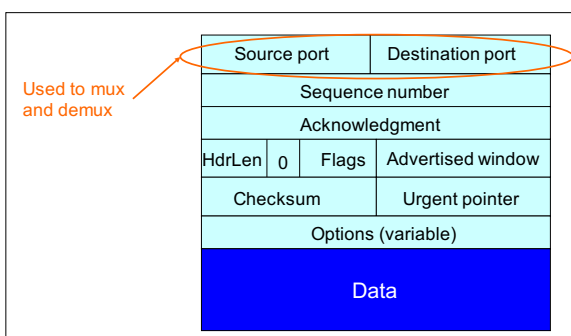 Source port Destination port
Used to mux
and demux
Sequence number
Acknowledgment
HdrLen 0 Flags Advertised window
Checksum Urgent pointer
Options (variable)
Data